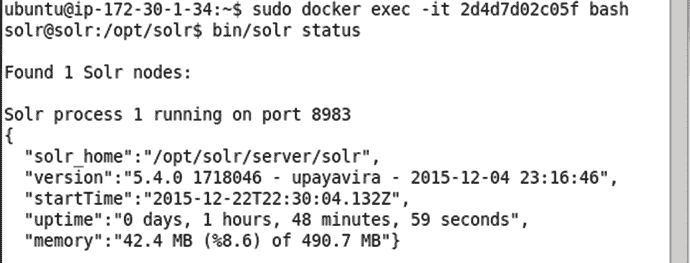 ubuntu@ip-172-30-1-34:~$ sudo docker exec -it 2d4d7d02c05f bash
solr@solr:/opt/solr$ bin/solr status
Found 1 Solr nodes:
Solr process 1 running on port 8983
{
"solr_home":"/opt/solr/server/solr",
"version":"5.4.0 1718046 - upayavira - 2015-12-04 23:16:46",
"startTime":"2015-12-22T22:30:04.132Z",
"uptime":"0 days, 1 hours, 48 minutes, 59 seconds",
"memory":"42.4 MB (%8.6) of 490.7 MB"}